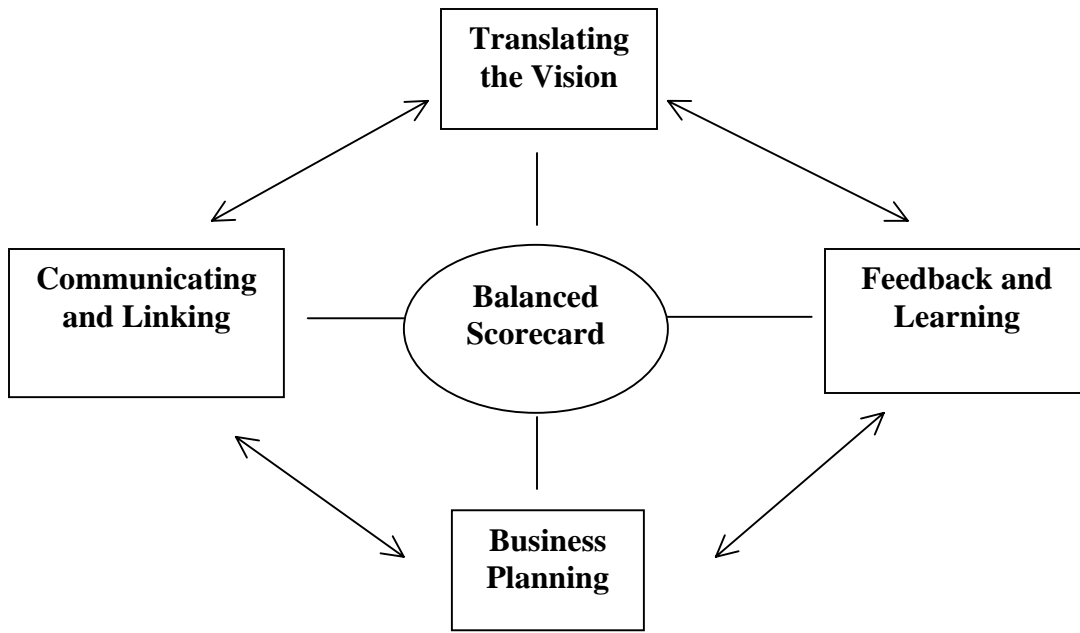 Translating
the Vision
Communicating
and Linking
Balanced
Scorecard
Feedback and
Learning
Business
Planning